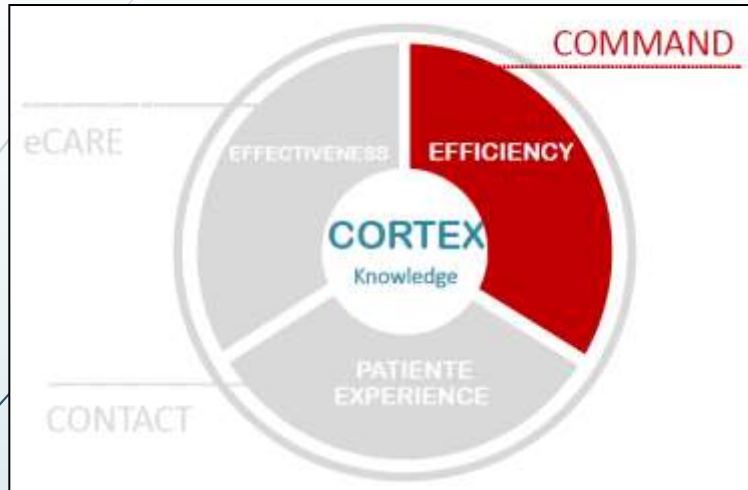 COMMAND
eCARE
EFFECTIVENESS
EFFICIENCY
CORTEX
Knowledge
PATIENTE
EXPERIENCE
CONTACT